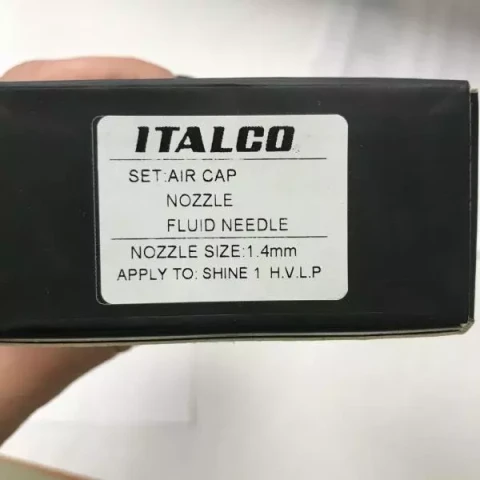 ITALCO
SET:AIR CAP
NOZZLE
FLUID NEEDLE
NOZZLE SIZE:1.4mm
APPLY TO: SHINE 1 H.V.L.P